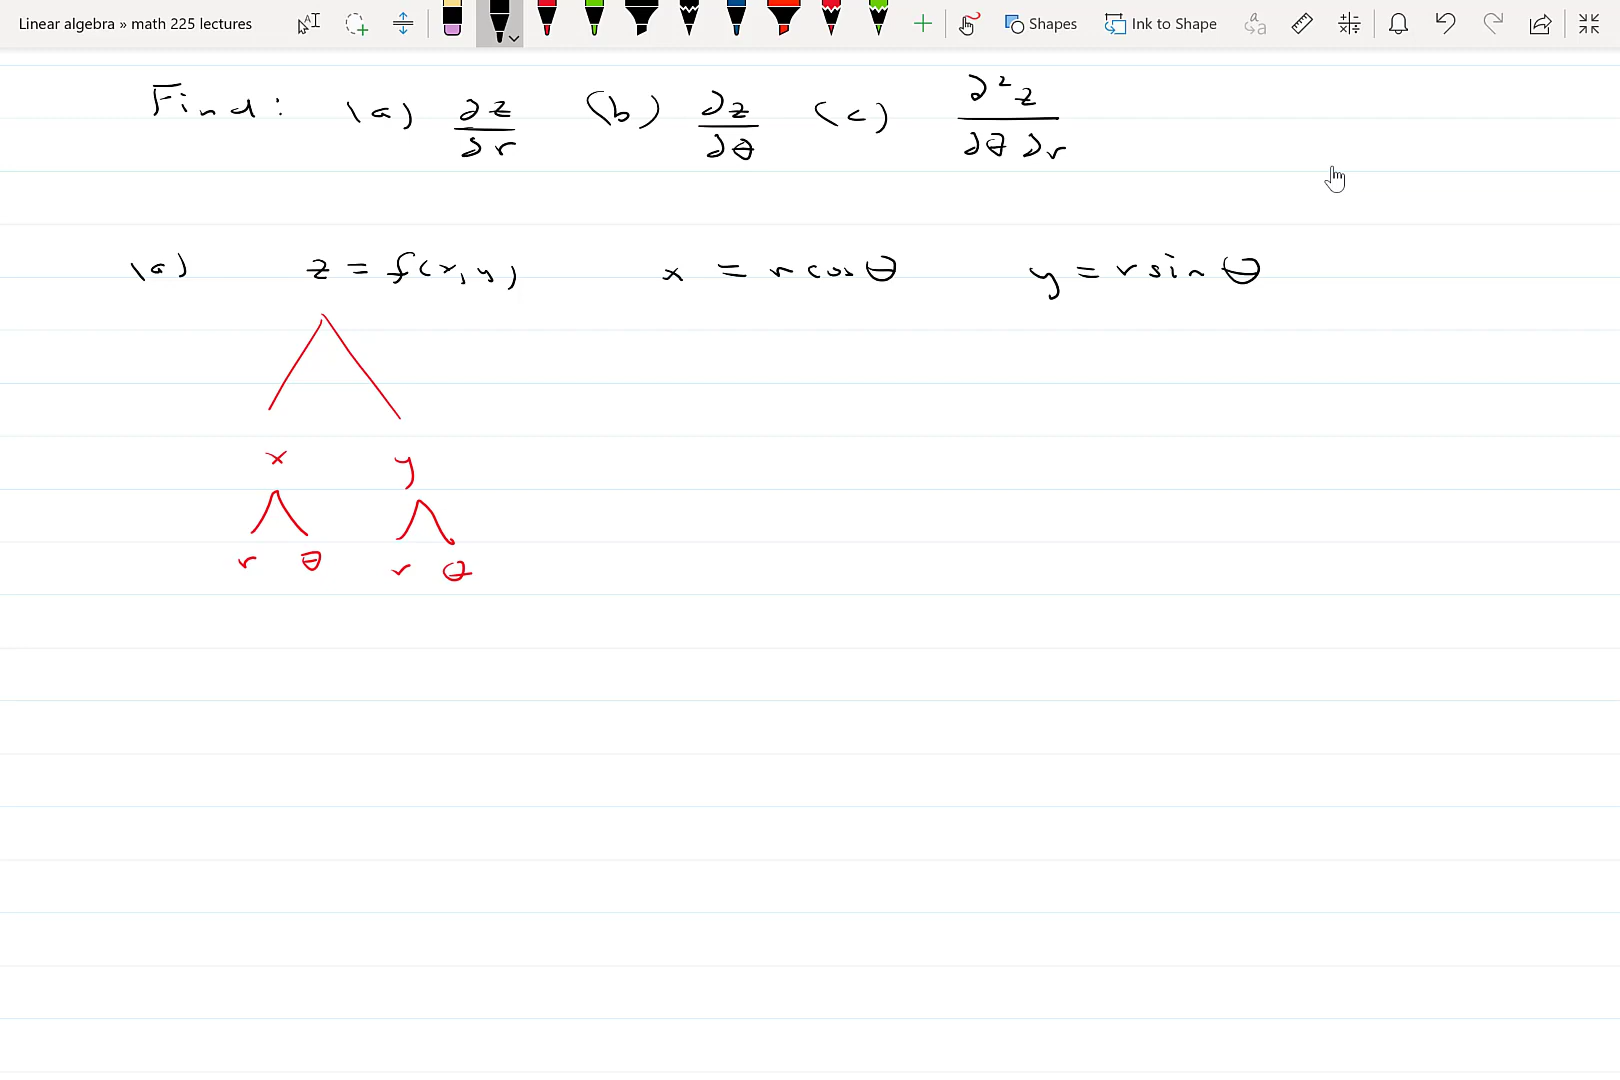 Linear algebra » math 225 lectures Shapes Ink to Shape
Find: (a) ∂z/∂r (b) ∂z/∂θ (c) ∂²z/∂θ∂r
(a) z = f(x,y) x = r cos θ y = r sin θ
x y
r θ r θ